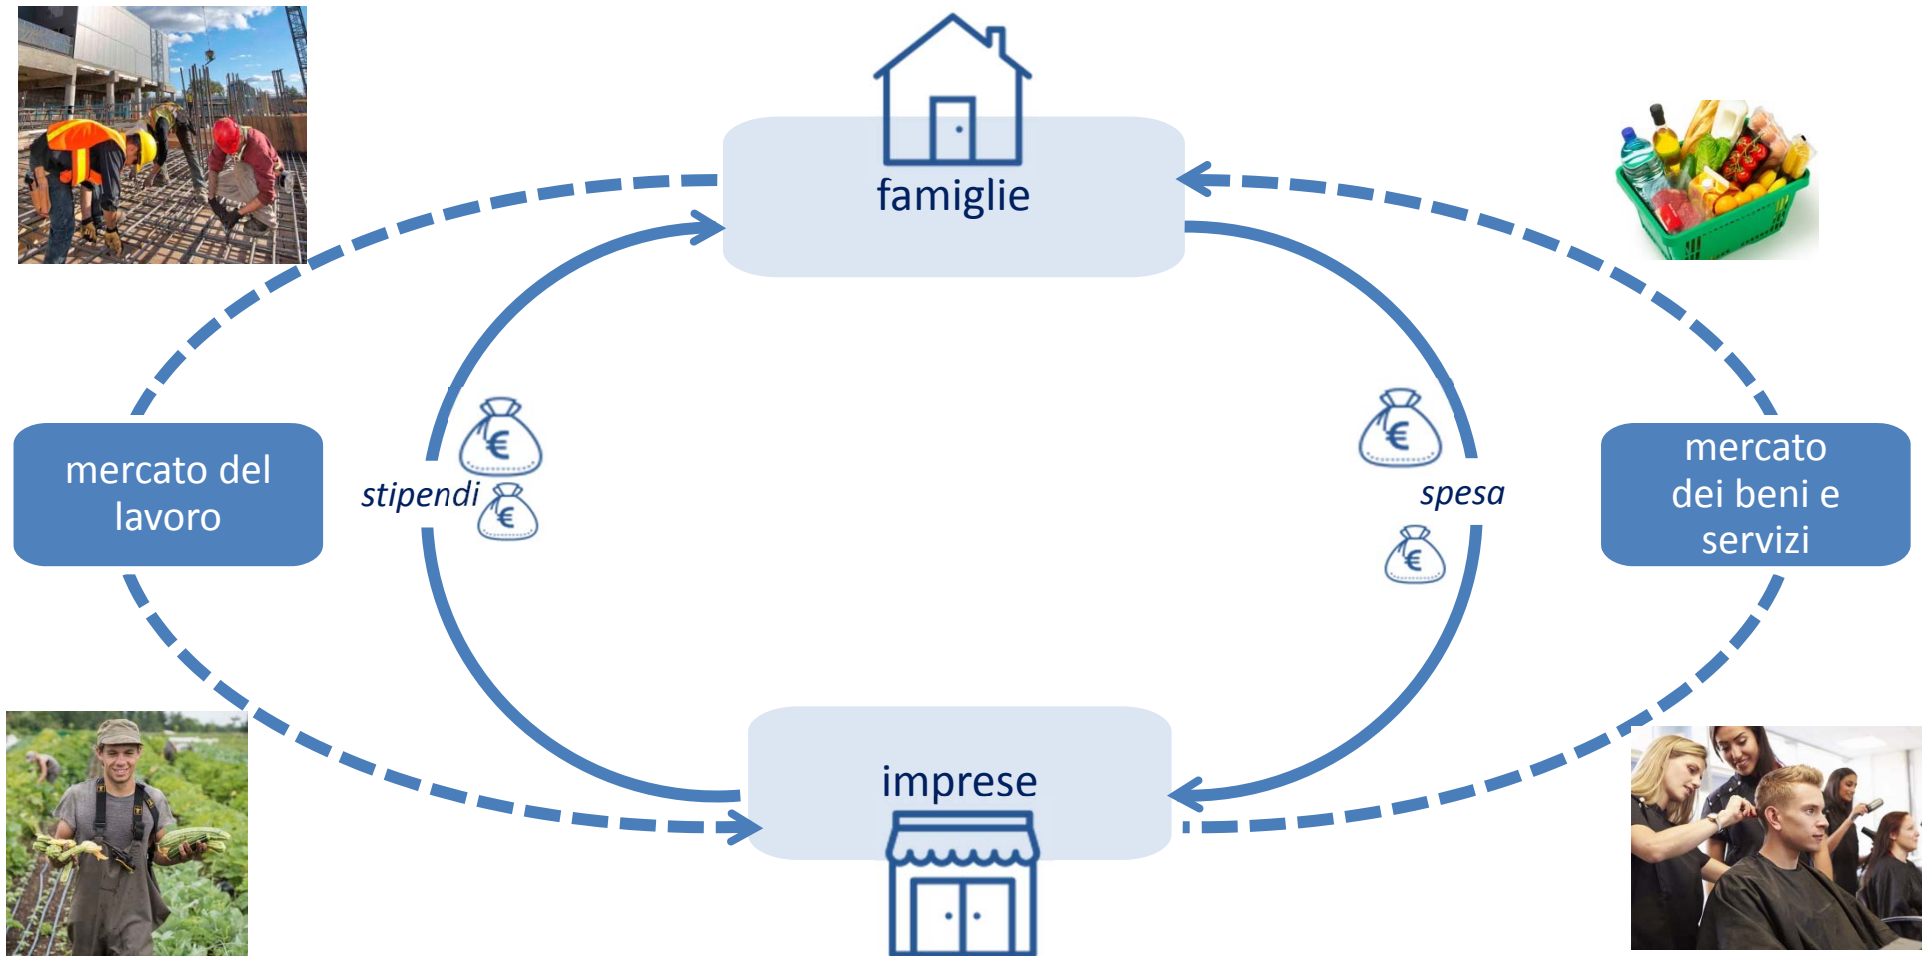 famiglie
mercato del
lavoro
stipendi
€
€
€
€
spesa
mercato
dei beni e
servizi
imprese